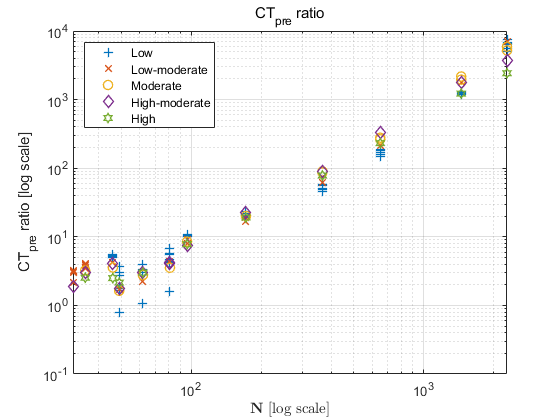 CT_pre ratio
10^4
10^3
10^2
10^1
10^0
10^-1
CT_pre ratio [log scale]
Low
Low-moderate
Moderate
High-moderate
High
10^2
10^3
N [log scale]